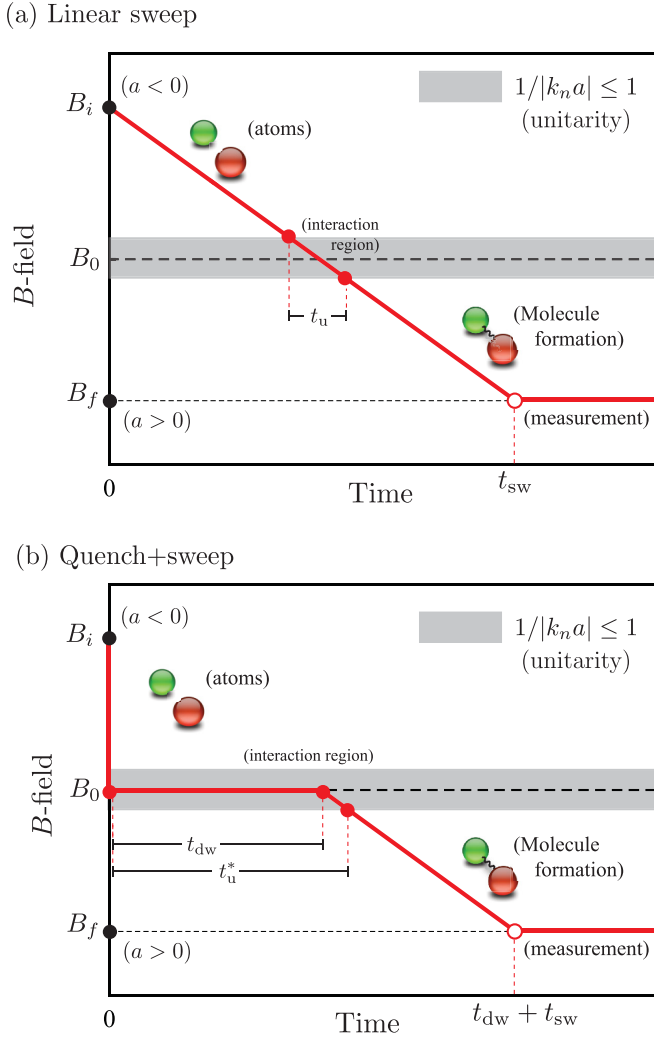 (a) Linear sweep
B_i
(a < 0)
(atoms)
1/|k_n a| ≤ 1
(unitarity)
(interaction
region)
B-field
B_0
t_u
(Molecule
formation)
B_f
(a > 0)
(measurement)
0
Time
t_sw
(b) Quench+sweep
B_i
(a < 0)
(atoms)
1/|k_n a| ≤ 1
(unitarity)
(interaction region)
B-field
B_0
t_dw
t_u^*
(Molecule
formation)
B_f
(a > 0)
(measurement)
0
Time
t_dw + t_sw